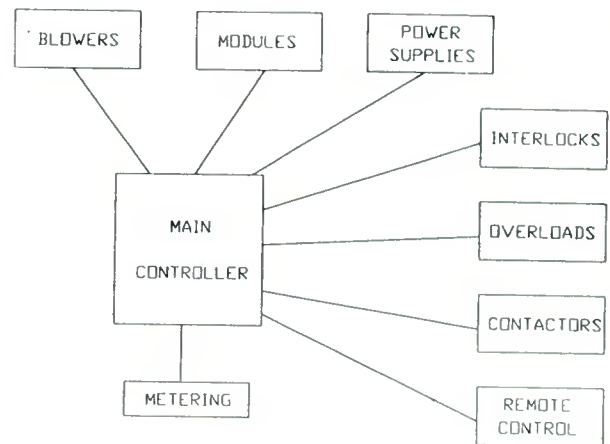 BLOWERS
MODULES
POWER
SUPPLIES
INTERLOCKS
MAIN
CONTROLLER
OVERLOADS
CONTACTORS
METERING
REMOTE
CONTROL